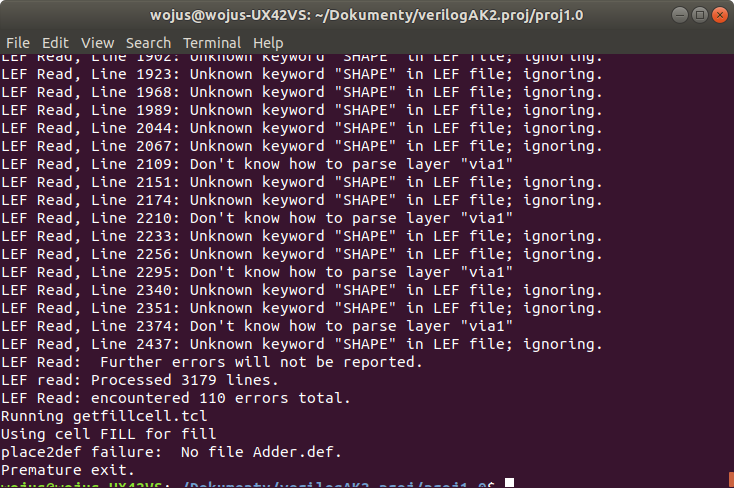 wojus@wojus-UX42VS: ~/Dokumenty/verilogAK2.proj/proj1.0
File Edit View Search Terminal Help
LEF Read, Line 1902: Unknown keyword "SHAPE" in LEF file; ignoring.
LEF Read, Line 1923: Unknown keyword "SHAPE" in LEF file; ignoring.
LEF Read, Line 1968: Unknown keyword "SHAPE" in LEF file; ignoring.
LEF Read, Line 1989: Unknown keyword "SHAPE" in LEF file; ignoring.
LEF Read, Line 2044: Unknown keyword "SHAPE" in LEF file; ignoring.
LEF Read, Line 2067: Unknown keyword "SHAPE" in LEF file; ignoring.
LEF Read, Line 2109: Don't know how to parse layer "via1"
LEF Read, Line 2151: Unknown keyword "SHAPE" in LEF file; ignoring.
LEF Read, Line 2174: Unknown keyword "SHAPE" in LEF file; ignoring.
LEF Read, Line 2210: Don't know how to parse layer "via1"
LEF Read, Line 2233: Unknown keyword "SHAPE" in LEF file; ignoring.
LEF Read, Line 2256: Unknown keyword "SHAPE" in LEF file; ignoring.
LEF Read, Line 2295: Don't know how to parse layer "via1"
LEF Read, Line 2340: Unknown keyword "SHAPE" in LEF file; ignoring.
LEF Read, Line 2351: Unknown keyword "SHAPE" in LEF file; ignoring.
LEF Read, Line 2374: Don't know how to parse layer "via1"
LEF Read, Line 2437: Unknown keyword "SHAPE" in LEF file; ignoring.
LEF Read:  Further errors will not be reported.
LEF read: Processed 3179 lines.
LEF Read: encountered 110 errors total.
Running getfillcell.tcl
Using cell FILL for fill
place2def failure:  No file Adder.def.
Premature exit.
wojus@wojus-UX42VS:~/Dokumenty/verilogAK2.proj/proj1.0$